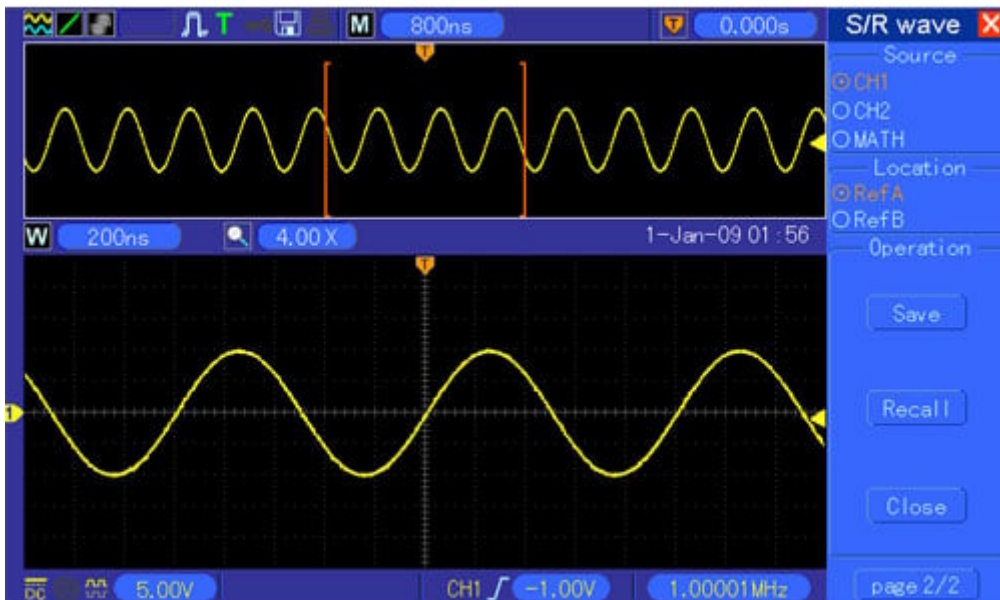 T M 800ns T 0.000s S/R wave X
T
Source
CH1
CH2
MATH
Location
RefA
RefB
W 200ns 4.00X 1-Jan-09 01:56
Operation
T
Save
1
Recall
Close
DC 5.00V CH1 -1.00V 1.00001MHz page 2/2